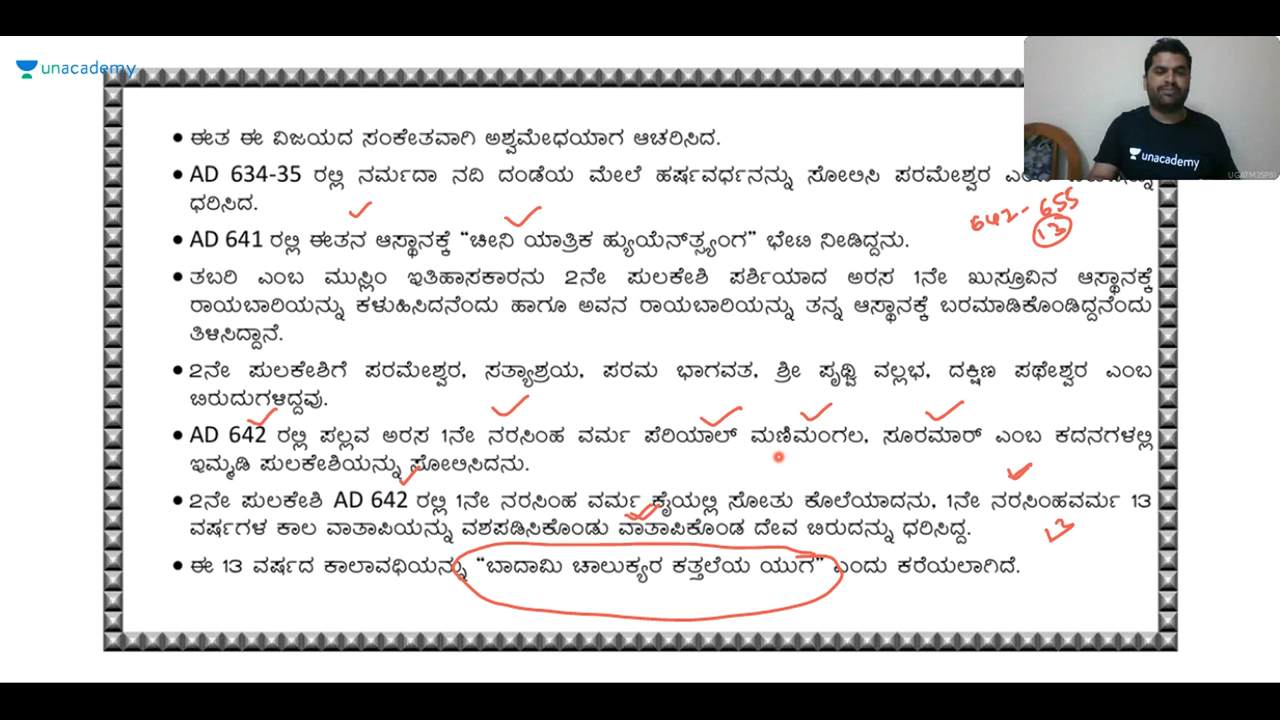 unacademy
• ಈತ ಈ ವಿಜಯದ ಸಂಕೇತವಾಗಿ ಅಶ್ವಮೇಧಯಾಗ ಆಚರಿಸಿದ.
• AD 634-35 ರಲ್ಲಿ ನರ್ಮದಾ ನದಿ ದಂಡೆಯ ಮೇಲೆ ಹರ್ಷವರ್ಧನನ್ನು ಸೋಲಿಸಿ ಪರಮೇಶ್ವರ
ಧರಿಸಿದ.
642 - 655
13
• AD 641 ರಲ್ಲಿ ಈತನ ಆಸ್ಥಾನಕ್ಕೆ “ಚೀನಿ ಯಾತ್ರಿಕ ಹ್ಯುಯೆನ್‌ತ್ಸ್ಯಾಂಗ” ಭೇಟಿ ನೀಡಿದ್ದನು.
• ತಬರಿ ಎಂಬ ಮುಸ್ಲಿಂ ಇತಿಹಾಸಕಾರನು 2ನೇ ಪುಲಕೇಶಿ ಪರ್ಶಿಯಾದ ಅರಸ 1ನೇ ಖುಸ್ರೂವಿನ ಆಸ್ಥಾನಕ್ಕೆ
ರಾಯಬಾರಿಯನ್ನು ಕಳುಹಿಸಿದನೆಂದು ಹಾಗೂ ಅವನ ರಾಯಬಾರಿಯನ್ನು ತನ್ನ ಆಸ್ಥಾನಕ್ಕೆ ಬರಮಾಡಿಕೊಂಡಿದ್ದನೆಂದು
ತಿಳಿಸಿದ್ದಾನೆ.
• 2ನೇ ಪುಲಕೇಶಿಗೆ ಪರಮೇಶ್ವರ, ಸತ್ಯಾಶ್ರಯ, ಪರಮ ಭಾಗವತ, ಶ್ರೀ ಪೃಥ್ವಿ ವಲ್ಲಭ, ದಕ್ಷಿಣ ಪಥೇಶ್ವರ ಎಂಬ
ಬಿರುದುಗಳಿದ್ದವು.
• AD 642 ರಲ್ಲಿ ಪಲ್ಲವ ಅರಸ 1ನೇ ನರಸಿಂಹ ವರ್ಮ ಪೆರಿಯಾಲ್ ಮಣಿಮಂಗಲ, ಸೂರಮಾರ್ ಎಂಬ ಕದನಗಳಲ್ಲಿ
ಇಮ್ಮಡಿ ಪುಲಕೇಶಿಯನ್ನು ಸೋಲಿಸಿದನು.
• 2ನೇ ಪುಲಕೇಶಿ AD 642 ರಲ್ಲಿ 1ನೇ ನರಸಿಂಹ ವರ್ಮ ಕೈಯಲ್ಲಿ ಸೋತು ಕೊಲೆಯಾದನು, 1ನೇ ನರಸಿಂಹವರ್ಮ 13
ವರ್ಷಗಳ ಕಾಲ ವಾತಾಪಿಯನ್ನು ವಶಪಡಿಸಿಕೊಂಡು ವಾತಾಪಿಕೊಂಡ ದೇವ ಬಿರುದನ್ನು ಧರಿಸಿದ್ದ.
13
• ಈ 13 ವರ್ಷದ ಕಾಲಾವಧಿಯನ್ನು “ಬಾದಾಮಿ ಚಾಲುಕ್ಯರ ಕತ್ತಲೆಯ ಯುಗ” ಎಂದು ಕರೆಯಲಾಗಿದೆ.
unacademy